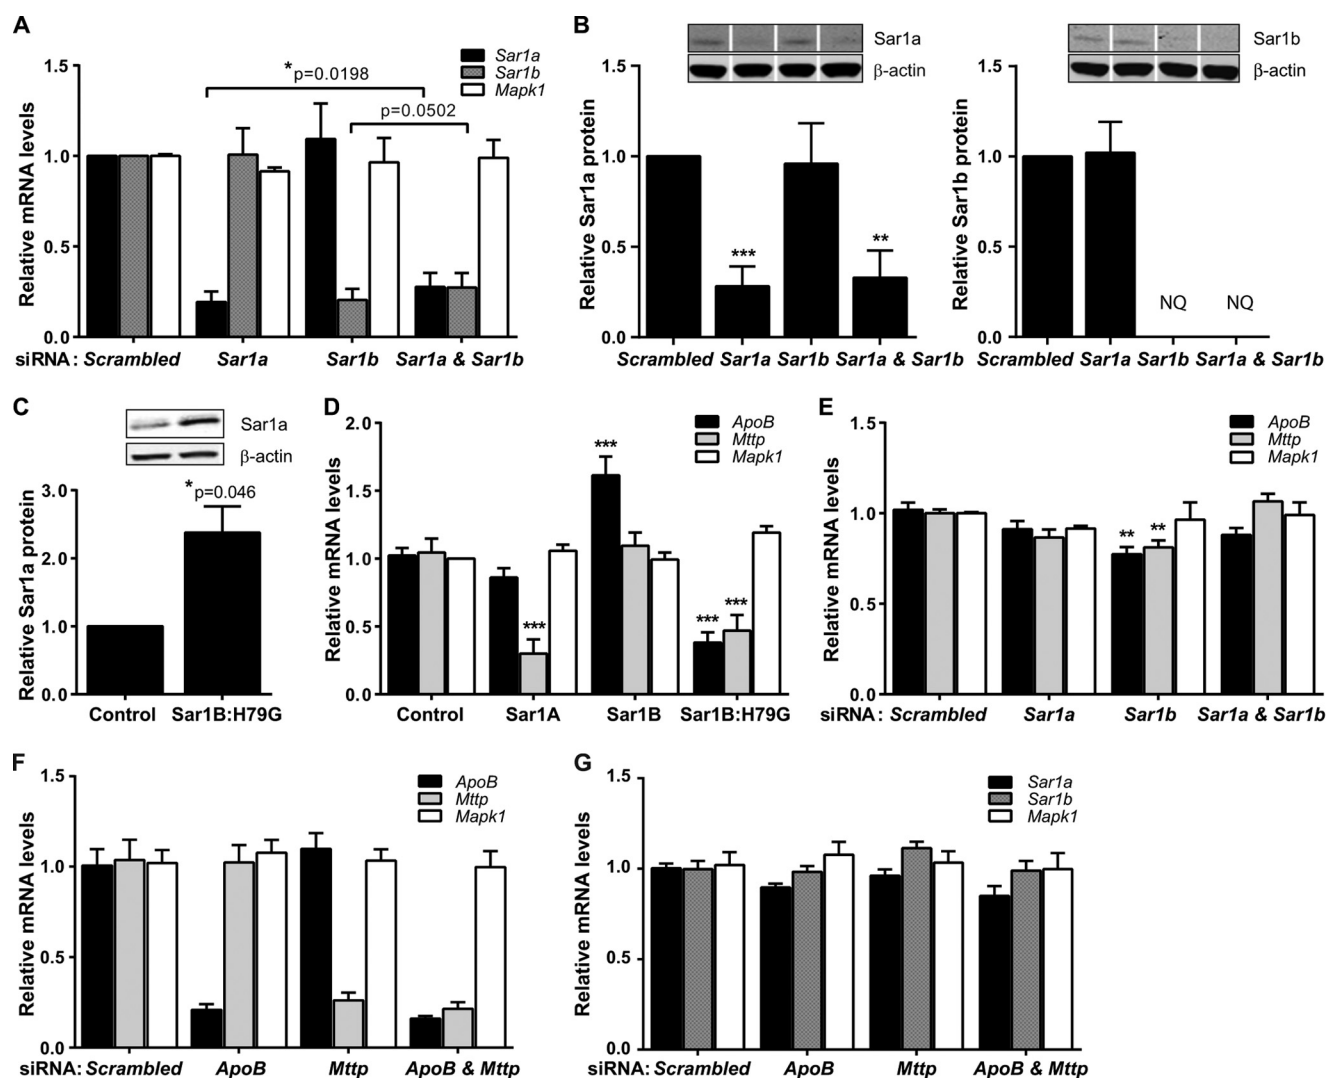 A
Relative mRNA levels
1.5
1.0
0.5
0.0
Sar1a
Sar1b
Mapk1
*p=0.0198
p=0.0502
siRNA: Scrambled Sar1a Sar1b Sar1a & Sar1b
B
Sar1a
β-actin
Relative Sar1a protein
1.5
1.0
0.5
0.0
***
**
Scrambled Sar1a Sar1b Sar1a & Sar1b
Sar1b
β-actin
Relative Sar1b protein
1.5
1.0
0.5
0.0
NQ NQ
Scrambled Sar1a Sar1b Sar1a & Sar1b
C
Sar1a
β-actin
Relative Sar1a protein
3.0
2.0
1.0
0.0
*p=0.046
Control Sar1B:H79G
D
Relative mRNA levels
2.0
1.5
1.0
0.5
0.0
ApoB
Mttp
Mapk1
***
***
*** ***
Control Sar1A Sar1B Sar1B:H79G
E
Relative mRNA levels
1.5
1.0
0.5
0.0
ApoB
Mttp
Mapk1
** **
siRNA: Scrambled Sar1a Sar1b Sar1a & Sar1b
F
Relative mRNA levels
1.5
1.0
0.5
0.0
ApoB
Mttp
Mapk1
siRNA: Scrambled ApoB Mttp ApoB & Mttp
G
Relative mRNA levels
1.5
1.0
0.5
0.0
Sar1a
Sar1b
Mapk1
siRNA: Scrambled ApoB Mttp ApoB & Mttp